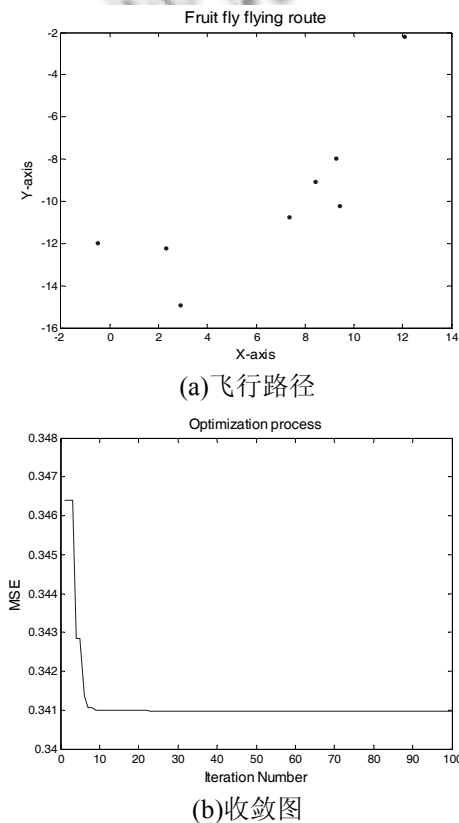 Fruit fly flying route
-2
-4
-6
-8
-10
-12
-14
-16
Y-axis
-2 0 2 4 6 8 10 12 14
X-axis
(a)飞行路径
Optimization process
0.348
0.347
0.346
0.345
0.344
0.343
0.342
0.341
0.34
MSE
0 10 20 30 40 50 60 70 80 90 100
Iteration Number
(b)收敛图